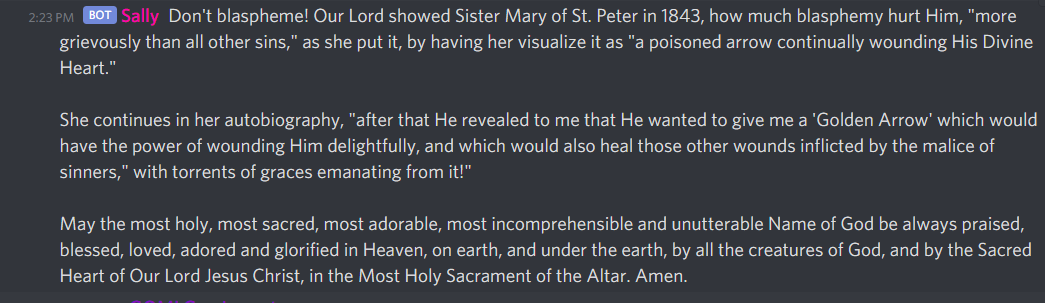 2:23 PM BOT Sally Don't blaspheme! Our Lord showed Sister Mary of St. Peter in 1843, how much blasphemy hurt Him, "more
grievously than all other sins," as she put it, by having her visualize it as "a poisoned arrow continually wounding His Divine
Heart."
She continues in her autobiography, "after that He revealed to me that He wanted to give me a 'Golden Arrow' which would
have the power of wounding Him delightfully, and which would also heal those other wounds inflicted by the malice of
sinners," with torrents of graces emanating from it!"
May the most holy, most sacred, most adorable, most incomprehensible and unutterable Name of God be always praised,
blessed, loved, adored and glorified in Heaven, on earth, and under the earth, by all the creatures of God, and by the Sacred
Heart of Our Lord Jesus Christ, in the Most Holy Sacrament of the Altar. Amen.